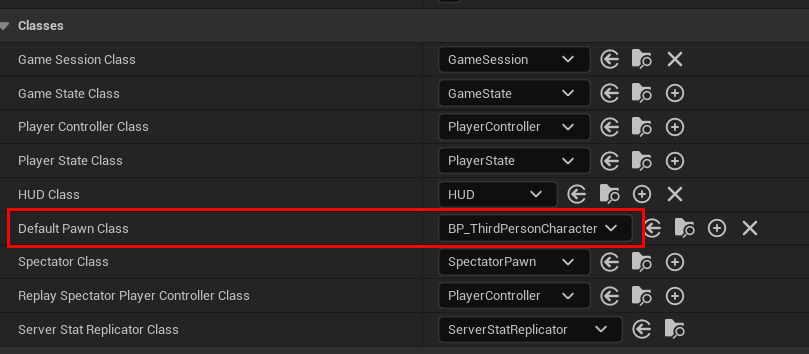 Classes
Game Session Class GameSession
Game State Class GameState
Player Controller Class PlayerController
Player State Class PlayerState
HUD Class HUD
Default Pawn Class BP_ThirdPersonCharacter
Spectator Class SpectatorPawn
Replay Spectator Player Controller Class PlayerController
Server Stat Replicator Class ServerStatReplicator